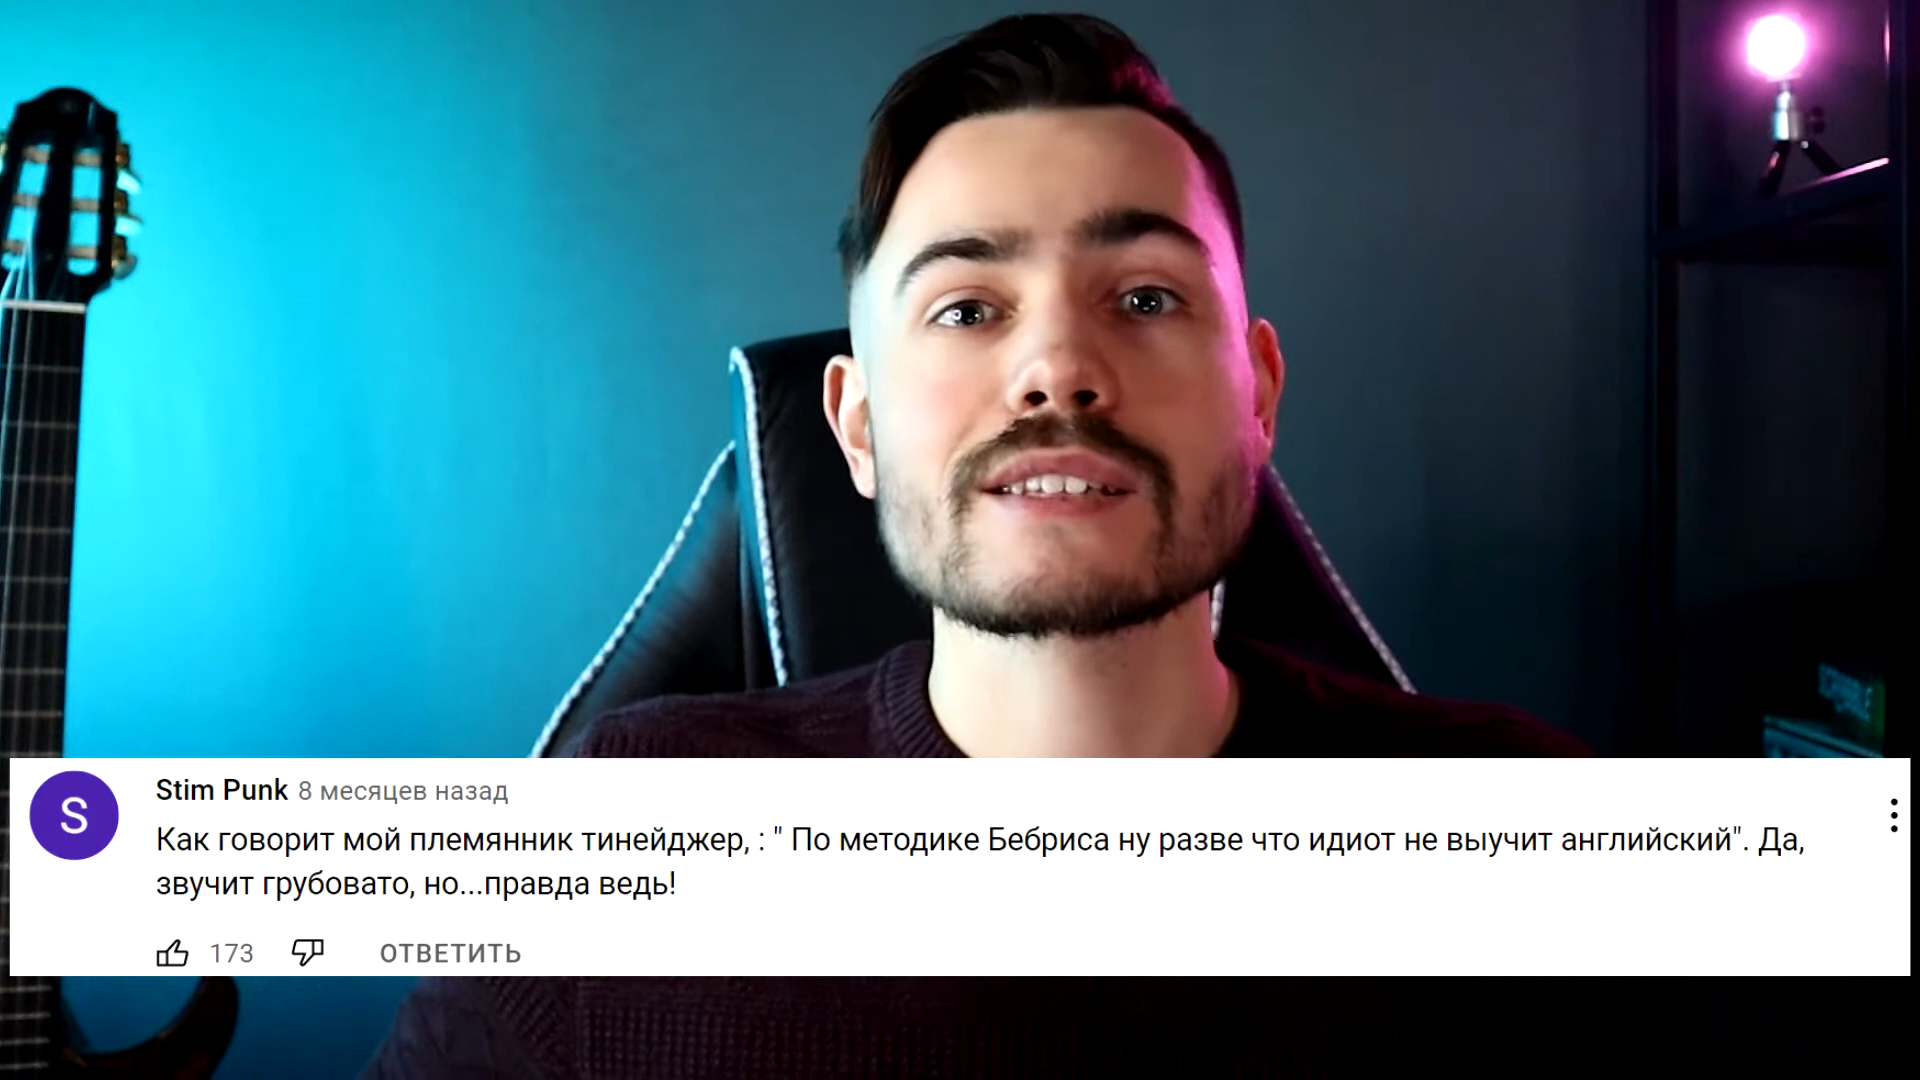 SCRABBLE
S
Stim Punk 8 месяцев назад
Как говорит мой племянник тинейджер, : " По методике Бебриса ну разве что идиот не выучит английский". Да,
звучит грубовато, но...правда ведь!
173 ОТВЕТИТЬ